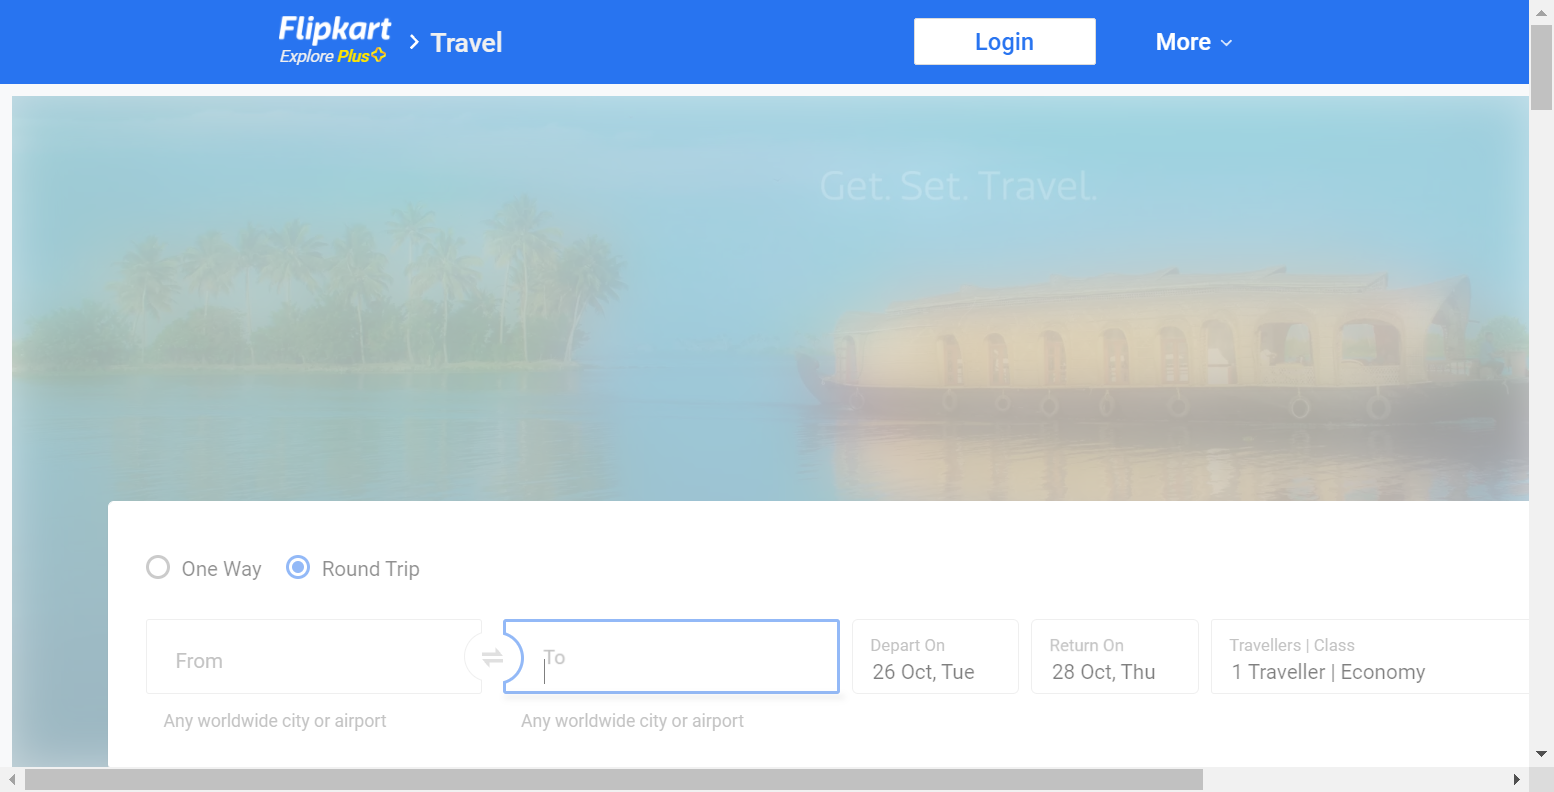 Flipkart
Explore Plus
Travel
Login
More
Get. Set. Travel.
One Way
Round Trip
From
To
Depart On
26 Oct, Tue
Return On
28 Oct, Thu
Travellers | Class
1 Traveller | Economy
Any worldwide city or airport
Any worldwide city or airport